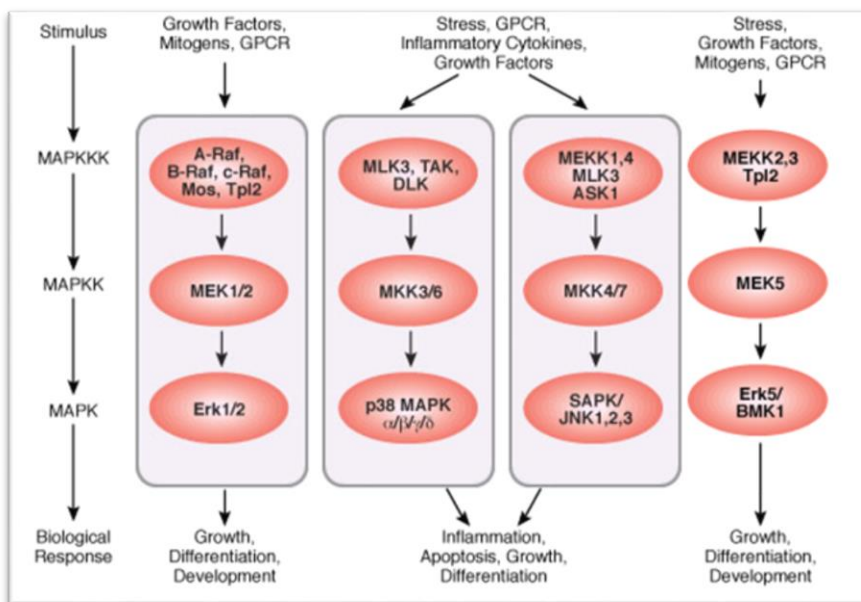 Stimulus
Growth Factors,
Mitogens, GPCR
Stress, GPCR,
Inflammatory Cytokines,
Growth Factors
Stress,
Growth Factors,
Mitogens, GPCR
MAPKKK
A-Raf,
B-Raf, c-Raf,
Mos, Tpl2
MLK3, TAK,
DLK
MEKK1,4
MLK3
ASK1
MEKK2,3
Tpl2
MAPKK
MEK1/2
MKK3/6
MKK4/7
MEK5
MAPK
Erk1/2
p38 MAPK
α/β/γ/δ
SAPK/
JNK1,2,3
Erk5/
BMK1
Biological
Response
Growth,
Differentiation,
Development
Inflammation,
Apoptosis, Growth,
Differentiation
Growth,
Differentiation,
Development